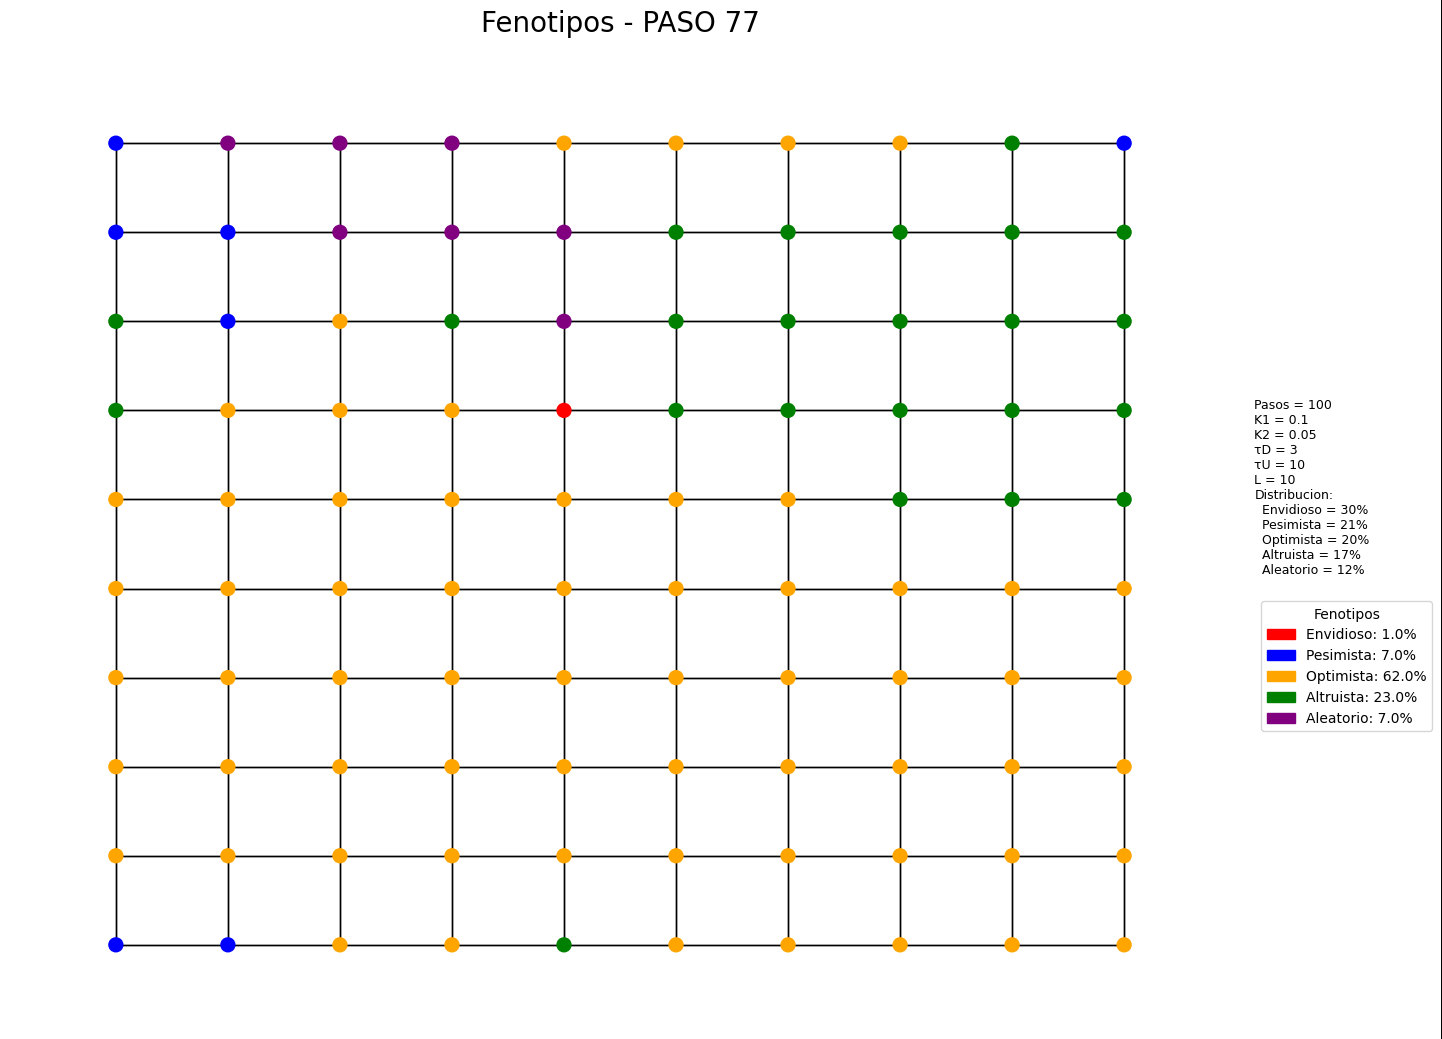 Fenotipos - PASO 77
Pasos = 100
K1 = 0.1
K2 = 0.05
τD = 3
τU = 10
L = 10
Distribucion:
Envidioso = 30%
Pesimista = 21%
Optimista = 20%
Altruista = 17%
Aleatorio = 12%
Fenotipos
Envidioso: 1.0%
Pesimista: 7.0%
Optimista: 62.0%
Altruista: 23.0%
Aleatorio: 7.0%